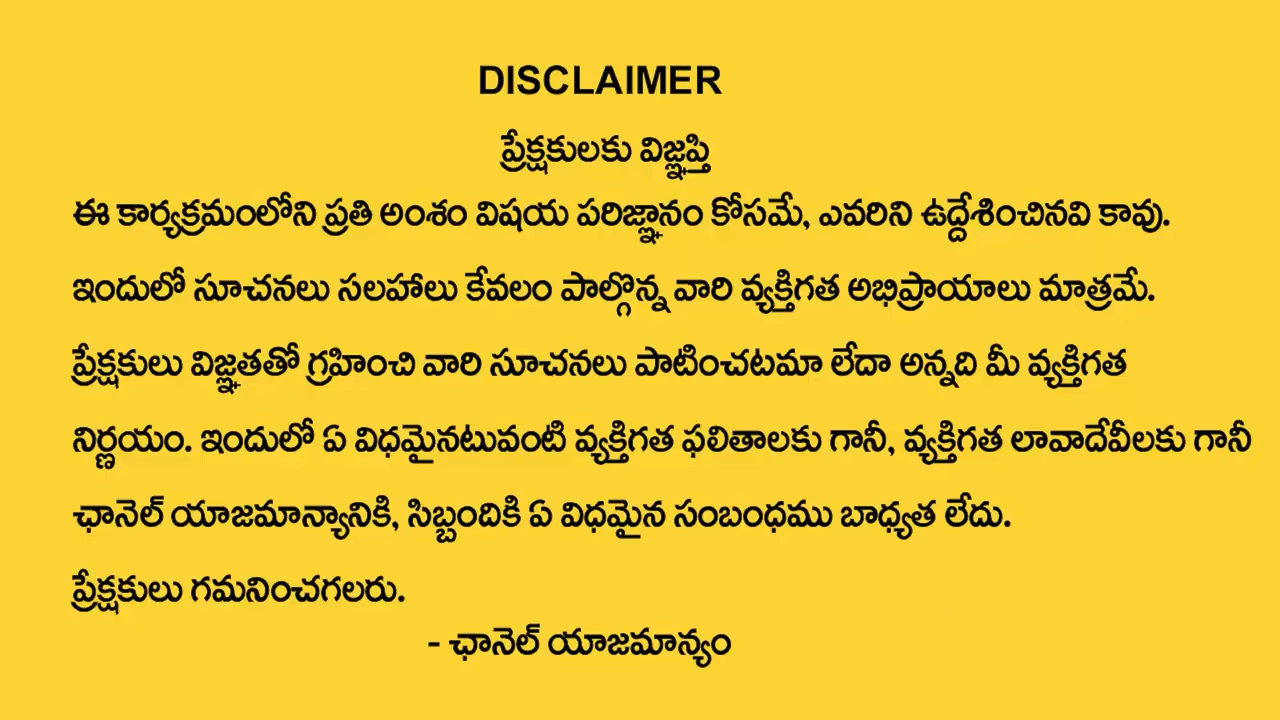 DISCLAIMER
ప్రేక్షకులకు విజ్ఞప్తి
ఈ కార్యక్రమంలోని ప్రతి అంశం విషయ పరిజ్ఞానం కోసమే, ఎవరిని ఉద్దేశించినవి కావు.
ఇందులో సూచనలు సలహాలు కేవలం పాల్గొన్న వారి వ్యక్తిగత అభిప్రాయాలు మాత్రమే.
ప్రేక్షకులు విజ్ఞతతో గ్రహించి వారి సూచనలు పాటించటమా లేదా అన్నది మీ వ్యక్తిగత
నిర్ణయం. ఇందులో ఏ విధమైనటువంటి వ్యక్తిగత ఫలితాలకు గానీ, వ్యక్తిగత లావాదేవీలకు గానీ
ఛానెల్ యాజమాన్యానికి, సిబ్బందికి ఏ విధమైన సంబంధము బాధ్యత లేదు.
ప్రేక్షకులు గమనించగలరు.
- ఛానెల్ యాజమాన్యం